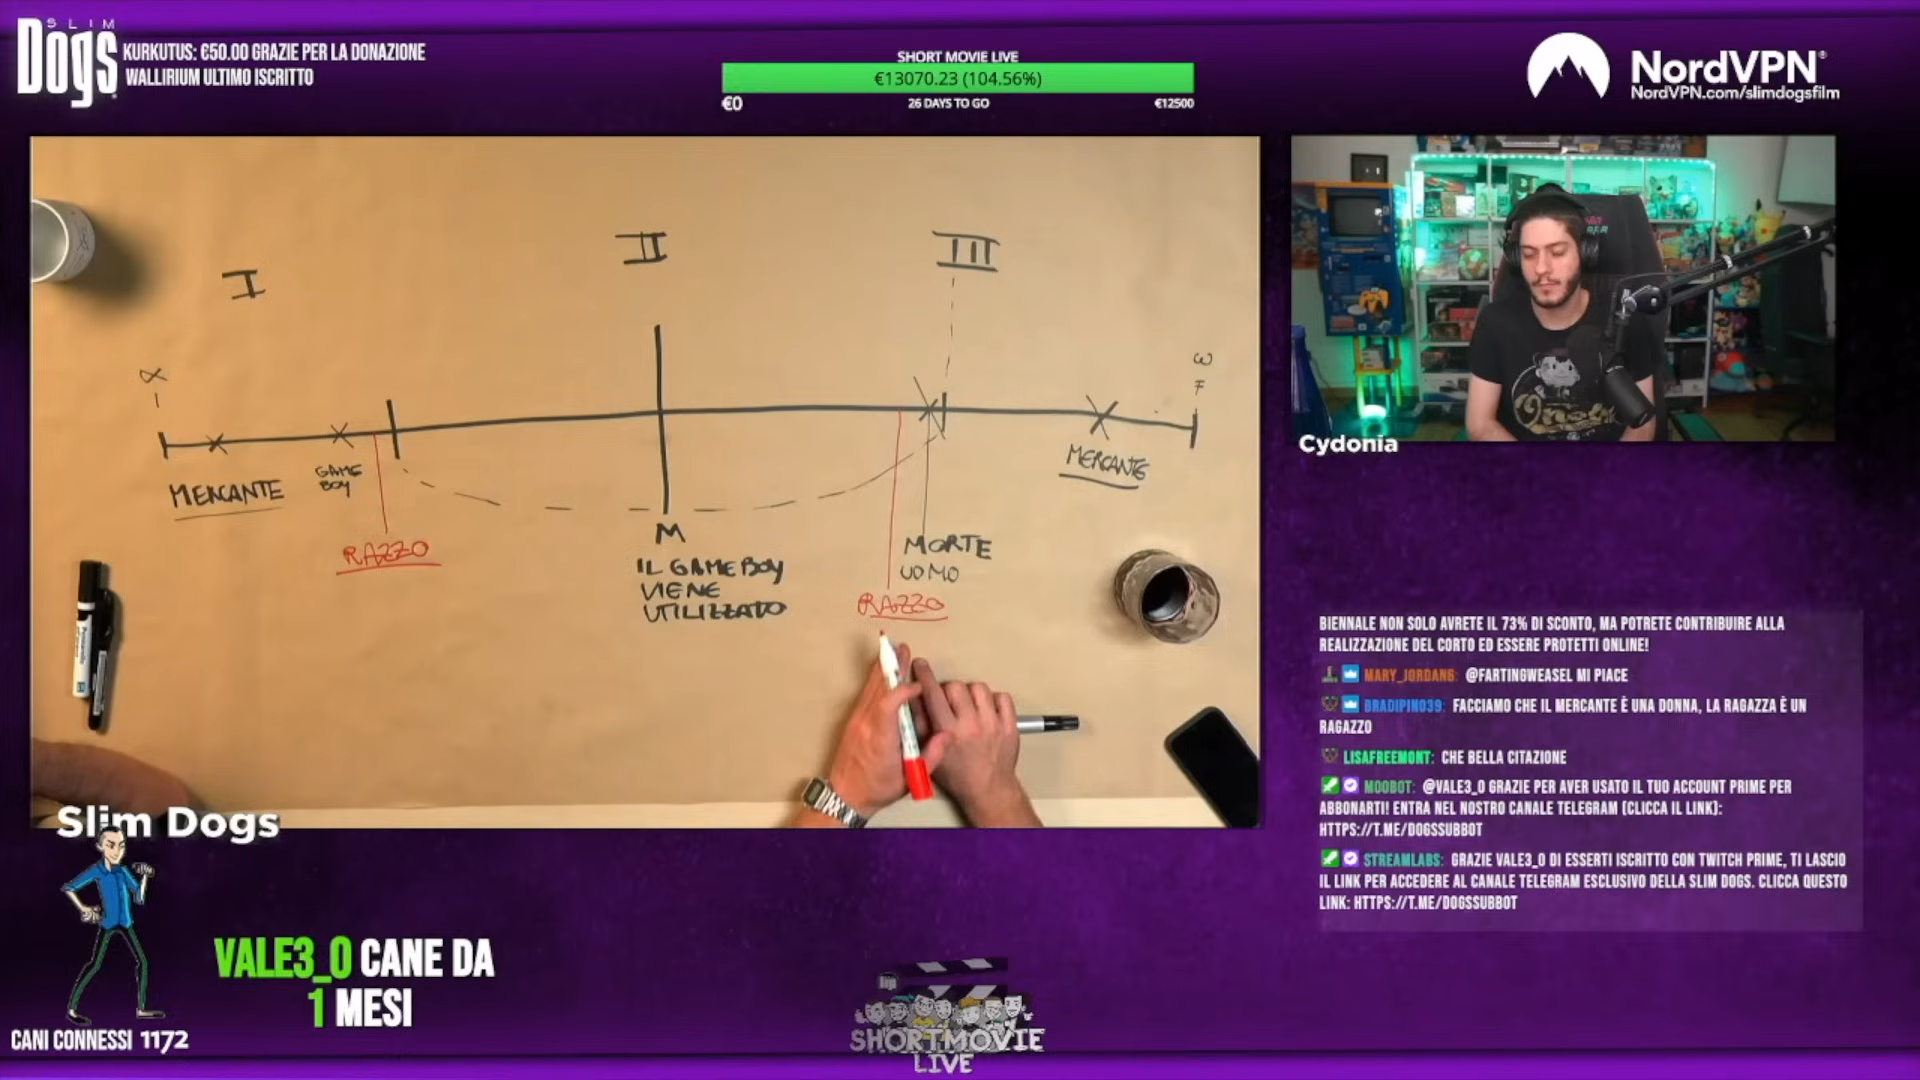 SLIM
Dogs
KURKUTUS: €50.00 GRAZIE PER LA DONAZIONE
WALLIRIUM ULTIMO ISCRITTO
SHORT MOVIE LIVE
€13070.23 (104.56%)
€0
26 DAYS TO GO
€12500
NordVPN®
NordVPN.com/slimdogsfilm
I
II
III
α
ω
F
MERCANTE
GAME
BOY
RAZZO
M
IL GAMEBOY
VIENE
UTILIZZATO
MORTE
UOMO
RAZZO
MERCANTE
Cydonia
BIENNALE NON SOLO AVRETE IL 73% DI SCONTO, MA POTRETE CONTRIBUIRE ALLA
REALIZZAZIONE DEL CORTO ED ESSERE PROTETTI ONLINE!
MARY_JORDAN6: @FARTINGWEASEL MI PIACE
BRADIPINO39: FACCIAMO CHE IL MERCANTE È UNA DONNA, LA RAGAZZA È UN
RAGAZZO
LISAFREEMONT: CHE BELLA CITAZIONE
MOOBOT: @VALE3_0 GRAZIE PER AVER USATO IL TUO ACCOUNT PRIME PER
ABBONARTI! ENTRA NEL NOSTRO CANALE TELEGRAM (CLICCA IL LINK):
HTTPS://T.ME/DOGSSUBBOT
STREAMLABS: GRAZIE VALE3_0 DI ESSERTI ISCRITTO CON TWITCH PRIME, TI LASCIO
IL LINK PER ACCEDERE AL CANALE TELEGRAM ESCLUSIVO DELLA SLIM DOGS. CLICCA QUESTO
LINK: HTTPS://T.ME/DOGSSUBBOT
Slim Dogs
VALE3_0 CANE DA
1 MESI
CANI CONNESSI 1172
SHORTMOVIE
LIVE